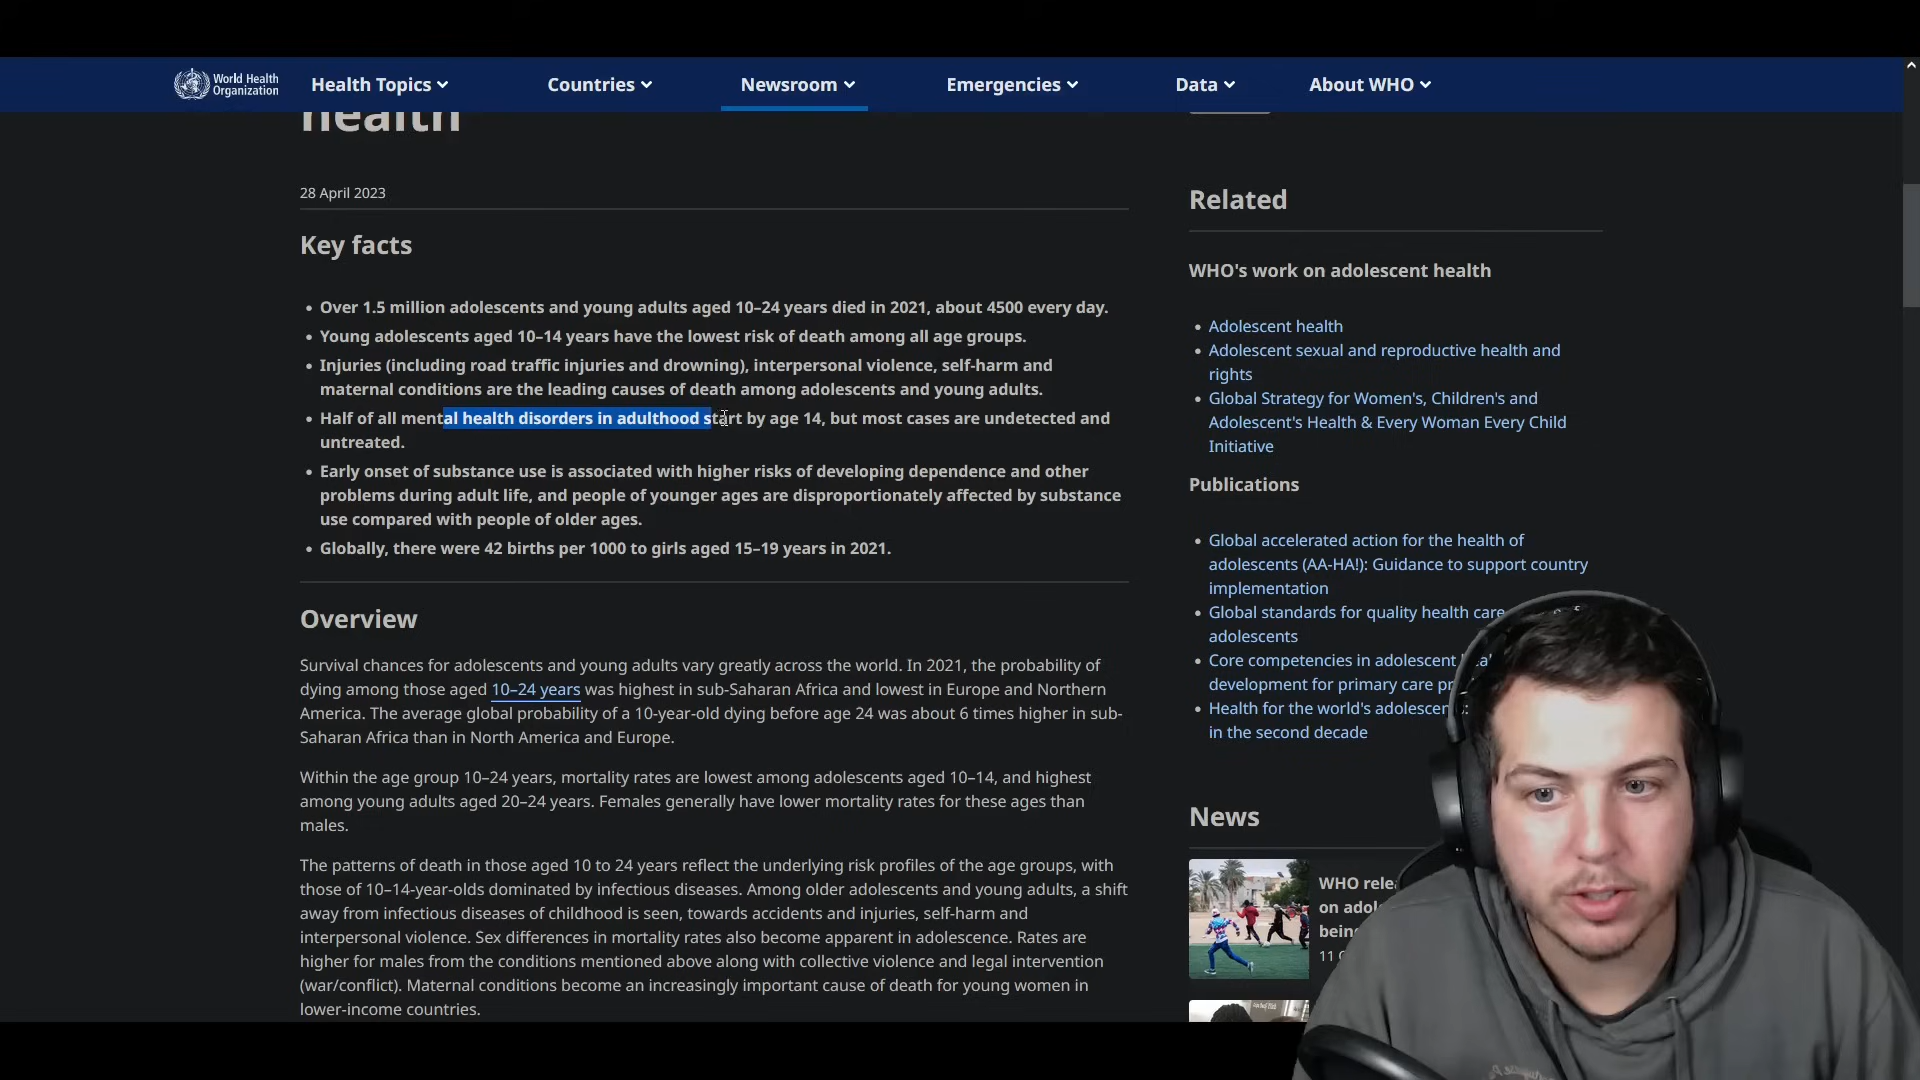 World Health
Organization
Health Topics
Countries
Newsroom
Emergencies
Data
About WHO
health
28 April 2023
Key facts
• Over 1.5 million adolescents and young adults aged 10–24 years died in 2021, about 4500 every day.
• Young adolescents aged 10–14 years have the lowest risk of death among all age groups.
• Injuries (including road traffic injuries and drowning), interpersonal violence, self-harm and
maternal conditions are the leading causes of death among adolescents and young adults.
• Half of all mental health disorders in adulthood start by age 14, but most cases are undetected and
untreated.
• Early onset of substance use is associated with higher risks of developing dependence and other
problems during adult life, and people of younger ages are disproportionately affected by substance
use compared with people of older ages.
• Globally, there were 42 births per 1000 to girls aged 15–19 years in 2021.
Overview
Survival chances for adolescents and young adults vary greatly across the world. In 2021, the probability of
dying among those aged 10–24 years was highest in sub-Saharan Africa and lowest in Europe and Northern
America. The average global probability of a 10-year-old dying before age 24 was about 6 times higher in sub-
Saharan Africa than in North America and Europe.
Within the age group 10–24 years, mortality rates are lowest among adolescents aged 10–14, and highest
among young adults aged 20–24 years. Females generally have lower mortality rates for these ages than
males.
The patterns of death in those aged 10 to 24 years reflect the underlying risk profiles of the age groups, with
those of 10–14-year-olds dominated by infectious diseases. Among older adolescents and young adults, a shift
away from infectious diseases of childhood is seen, towards accidents and injuries, self-harm and
interpersonal violence. Sex differences in mortality rates also become apparent in adolescence. Rates are
higher for males from the conditions mentioned above along with collective violence and legal intervention
(war/conflict). Maternal conditions become an increasingly important cause of death for young women in
lower-income countries.
Related
WHO's work on adolescent health
• Adolescent health
• Adolescent sexual and reproductive health and
rights
• Global Strategy for Women's, Children's and
Adolescent's Health & Every Woman Every Child
Initiative
Publications
• Global accelerated action for the health of
adolescents (AA-HA!): Guidance to support country
implementation
• Global standards for quality health care
adolescents
• Core competencies in adolescent
development for primary care
• Health for the world's
in the second decade
News
WHO
on
11